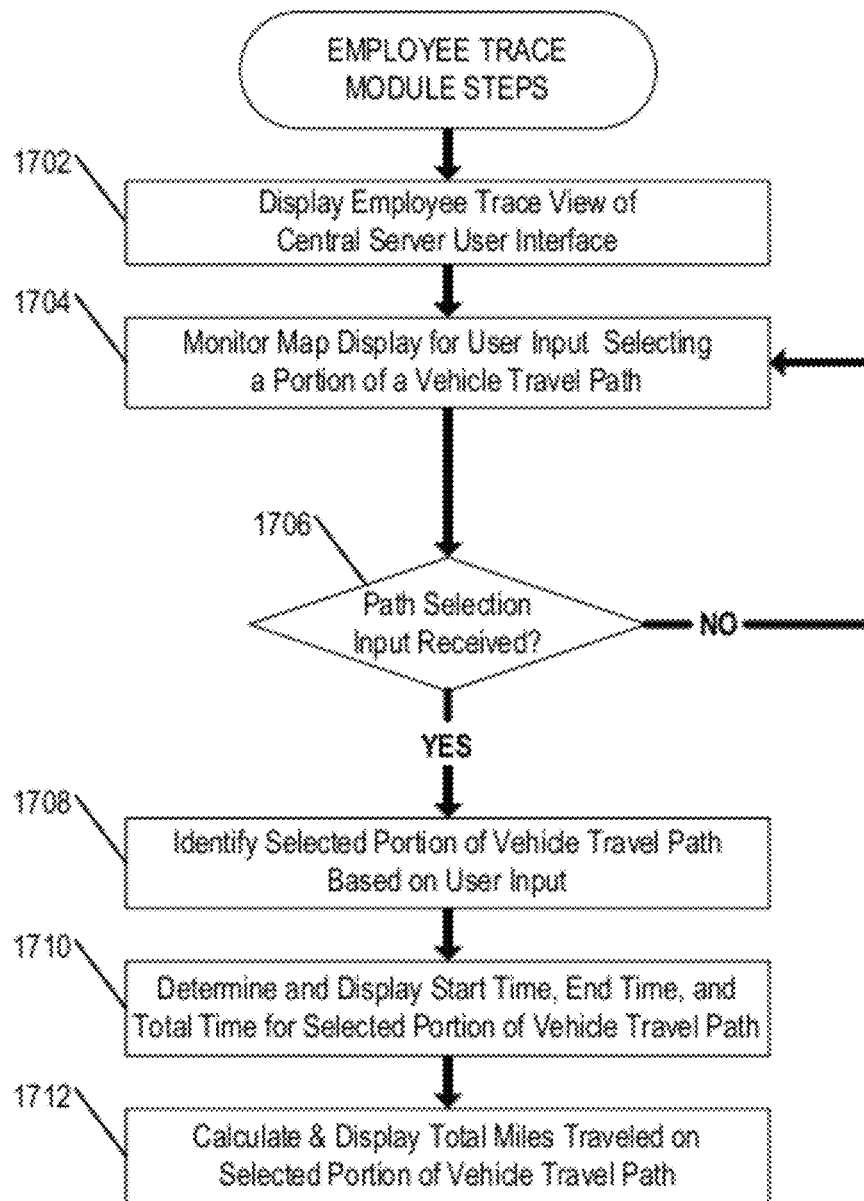 EMPLOYEE TRACE
MODULE STEPS
1702
Display Employee Trace View of
Central Server User Interface
1704
Monitor Map Display for User Input Selecting
a Portion of a Vehicle Travel Path
1706
Path Selection
Input Received?
NO
YES
1708
Identify Selected Portion of Vehicle Travel Path
Based on User Input
1710
Determine and Display Start Time, End Time, and
Total Time for Selected Portion of Vehicle Travel Path
1712
Calculate & Display Total Miles Traveled on
Selected Portion of Vehicle Travel Path